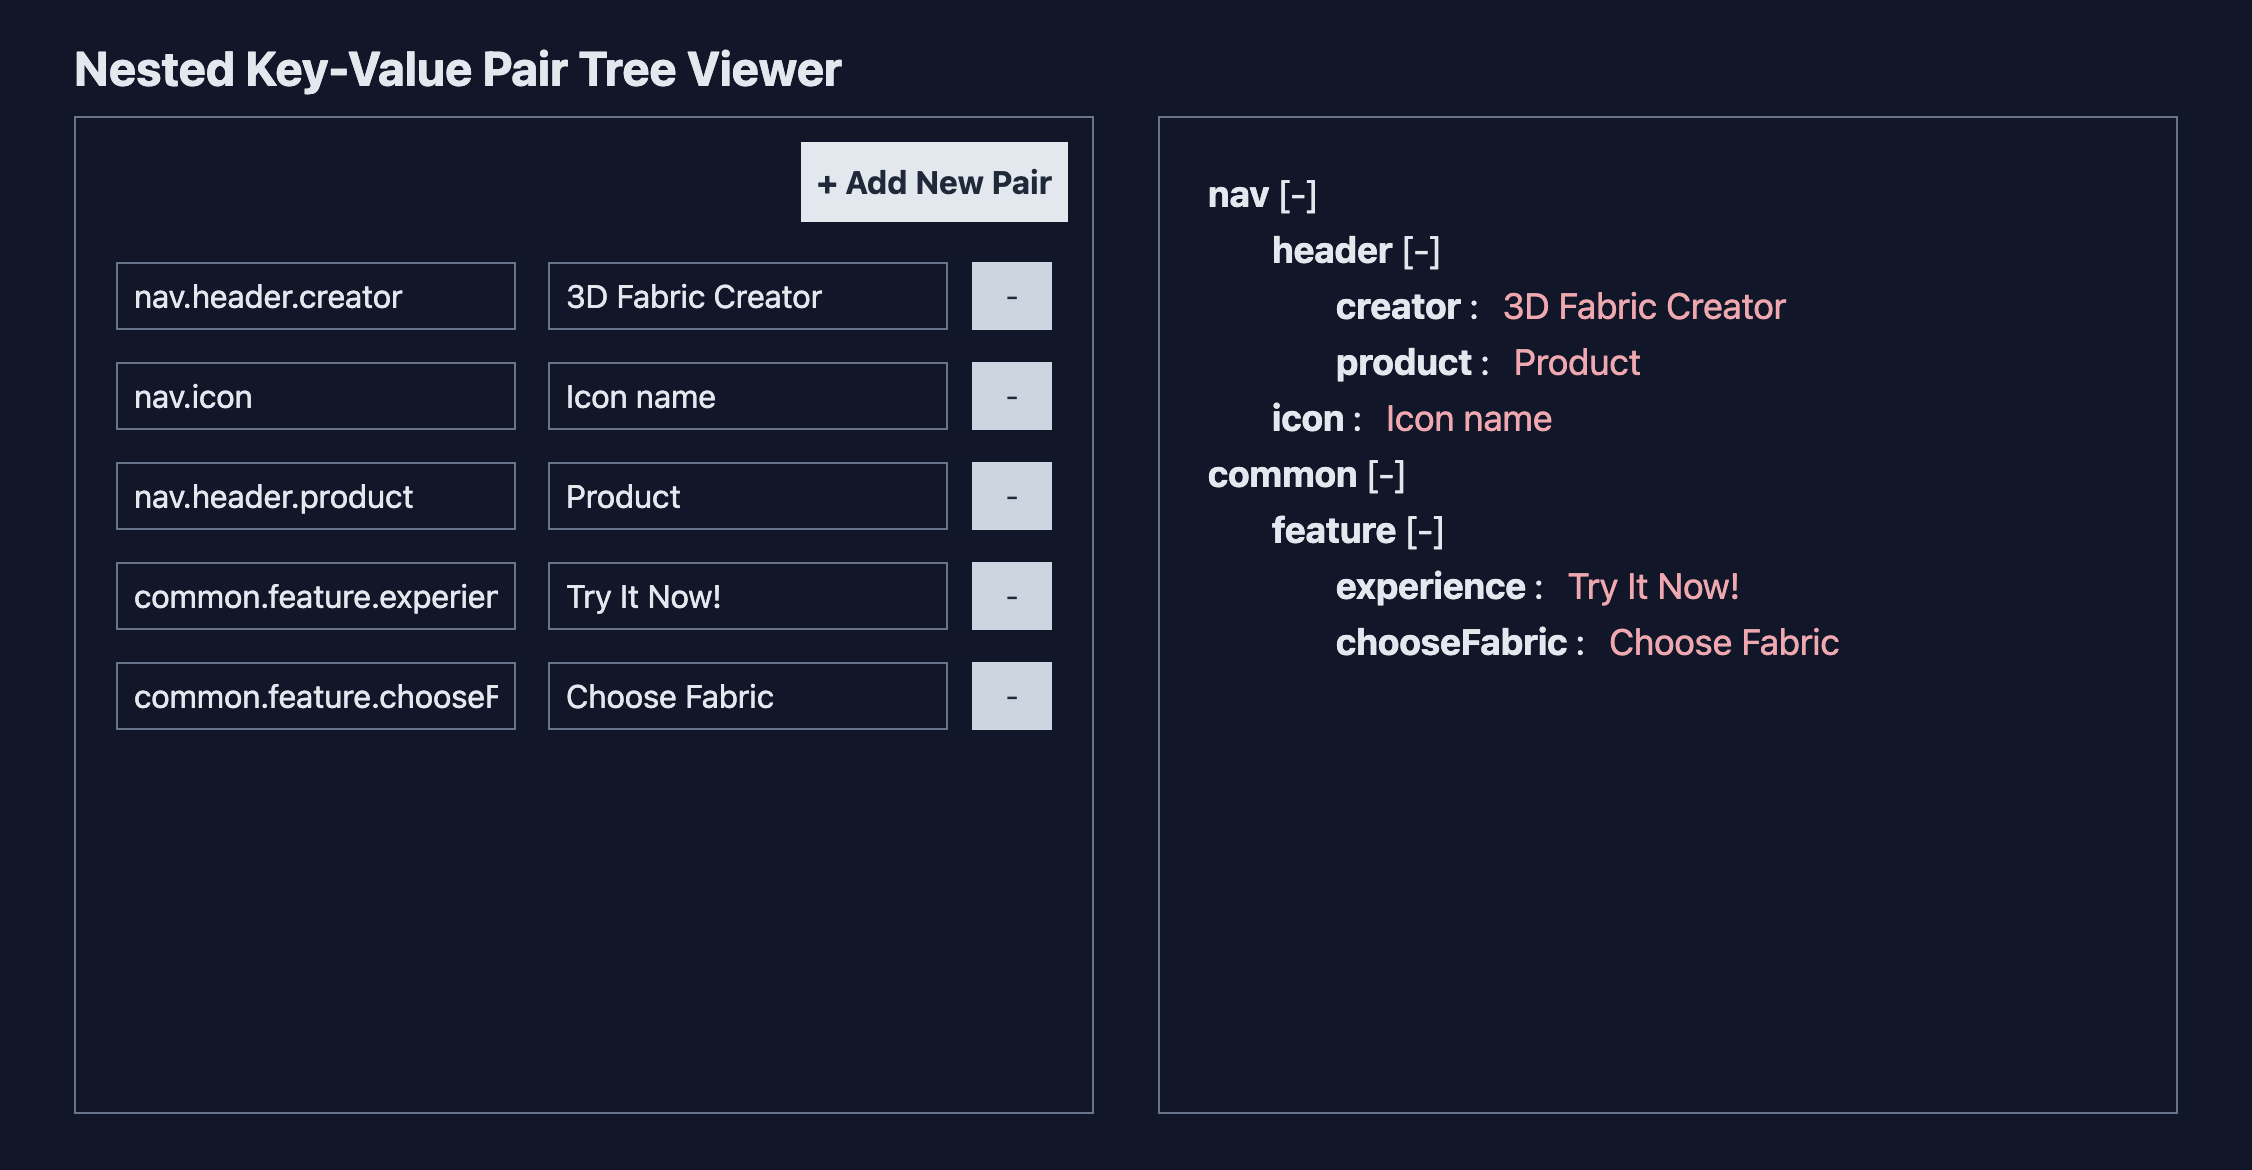 Nested Key-Value Pair Tree Viewer
+ Add New Pair
nav.header.creator 3D Fabric Creator -
nav.icon Icon name -
nav.header.product Product -
common.feature.experier Try It Now! -
common.feature.chooseF Choose Fabric -
nav [-]
header [-]
creator : 3D Fabric Creator
product : Product
icon : Icon name
common [-]
feature [-]
experience : Try It Now!
chooseFabric : Choose Fabric